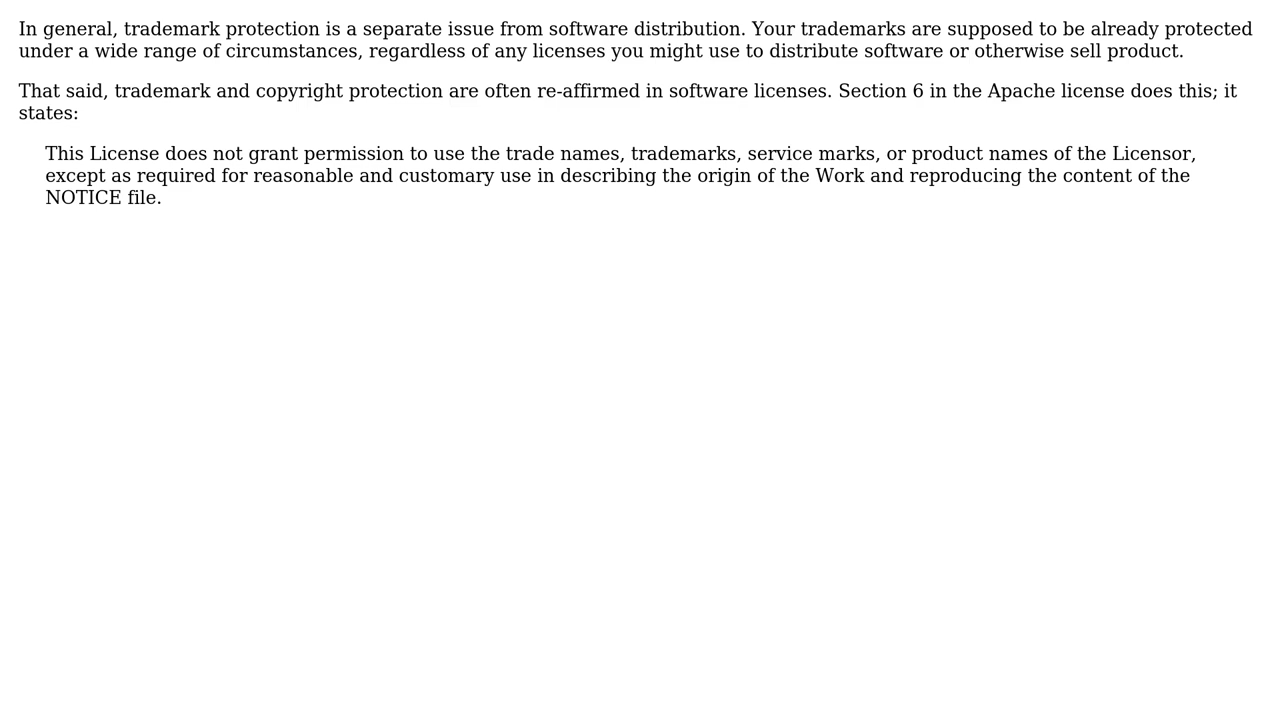 In general, trademark protection is a separate issue from software distribution. Your trademarks are supposed to be already protected
under a wide range of circumstances, regardless of any licenses you might use to distribute software or otherwise sell product.
That said, trademark and copyright protection are often re-affirmed in software licenses. Section 6 in the Apache license does this; it
states:
This License does not grant permission to use the trade names, trademarks, service marks, or product names of the Licensor,
except as required for reasonable and customary use in describing the origin of the Work and reproducing the content of the
NOTICE file.